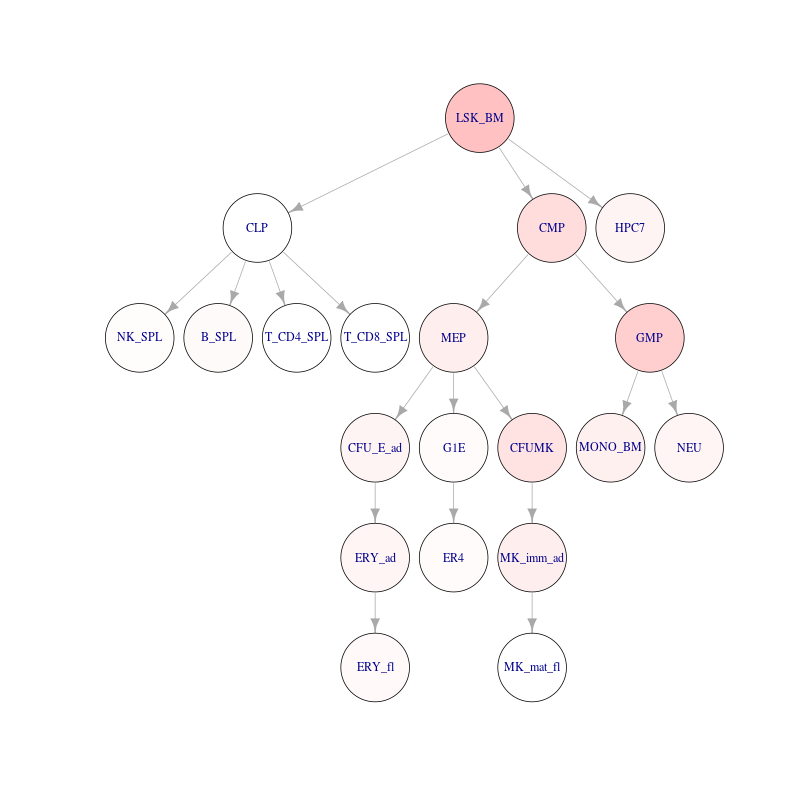 LSK_BM
CLP
CMP
HPC7
NK_SPL
B_SPL
T_CD4_SPL
T_CD8_SPL
MEP
GMP
CFU_E_ad
G1E
CFUMK
MONO_BM
NEU
ERY_ad
ER4
MK_imm_ad
ERY_fl
MK_mat_fl